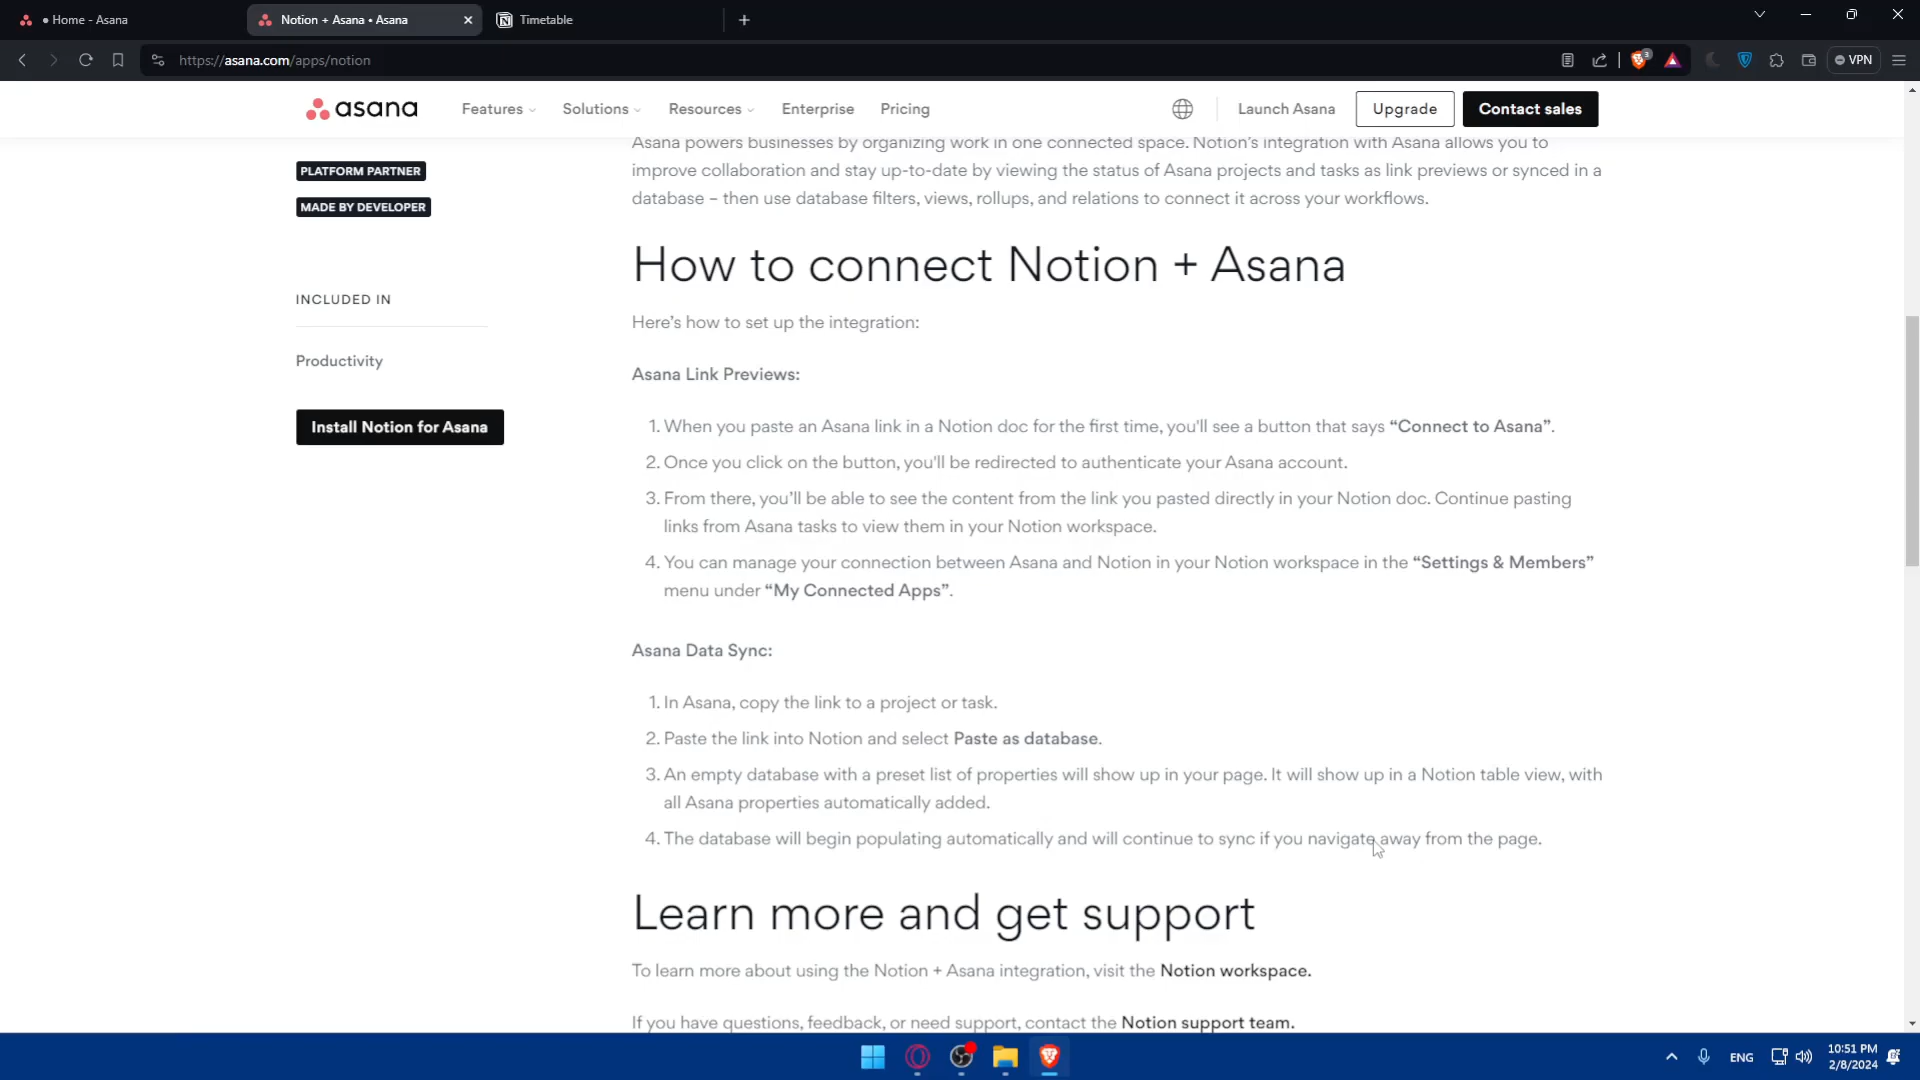 • Home - Asana
Notion + Asana • Asana
Timetable
https://asana.com/apps/notion
3
VPN
asana
Features
Solutions
Resources
Enterprise
Pricing
Launch Asana
Upgrade
Contact sales
PLATFORM PARTNER
MADE BY DEVELOPER
INCLUDED IN
Productivity
Install Notion for Asana
Asana powers businesses by organizing work in one connected space. Notion’s integration with Asana allows you to
improve collaboration and stay up-to-date by viewing the status of Asana projects and tasks as link previews or synced in a
database – then use database filters, views, rollups, and relations to connect it across your workflows.
How to connect Notion + Asana
Here’s how to set up the integration:
Asana Link Previews:
1. When you paste an Asana link in a Notion doc for the first time, you'll see a button that says “Connect to Asana”.
2. Once you click on the button, you'll be redirected to authenticate your Asana account.
3. From there, you’ll be able to see the content from the link you pasted directly in your Notion doc. Continue pasting
links from Asana tasks to view them in your Notion workspace.
4. You can manage your connection between Asana and Notion in your Notion workspace in the “Settings & Members”
menu under “My Connected Apps”.
Asana Data Sync:
1. In Asana, copy the link to a project or task.
2. Paste the link into Notion and select Paste as database.
3. An empty database with a preset list of properties will show up in your page. It will show up in a Notion table view, with
all Asana properties automatically added.
4. The database will begin populating automatically and will continue to sync if you navigate away from the page.
Learn more and get support
To learn more about using the Notion + Asana integration, visit the Notion workspace.
If you have questions, feedback, or need support, contact the Notion support team.
ENG
10:51 PM
2/8/2024